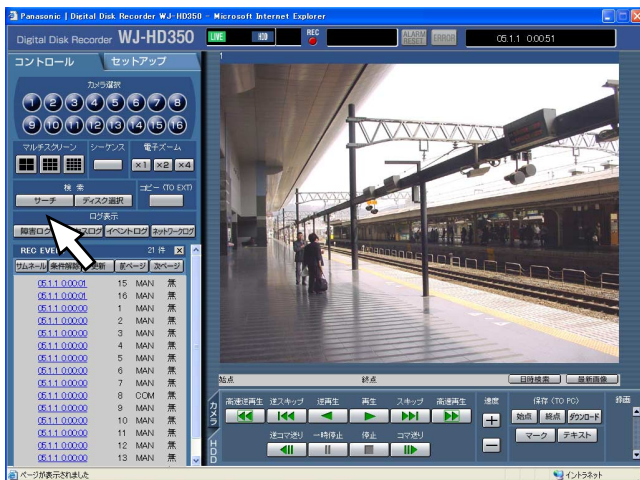 Panasonic | Digital Disk Recorder WJ-HD350 - Microsoft Internet Explorer
Digital Disk Recorder WJ-HD350
LIVE
HDD
REC
ALARM RESET
ERROR
05.1.1 0:00:51
コントロール
セットアップ
カメラ選択
1 2 3 4 5 6 7 8
9 10 11 12 13 14 15 16
マルチスクリーン シーケンス 電子ズーム
×1 ×2 ×4
検 索
コピー (TO EXT)
サーチ ディスク選択
ログ表示
障害ログ
スログ イベントログ ネットワークログ
REC EVE
21 件
サムネール 条件解除
更新 前ページ 次ページ
05.1.1 0:00:01 15 MAN 無
05.1.1 0:00:01 16 MAN 無
05.1.1 0:00:00 1 MAN 無
05.1.1 0:00:00 2 MAN 無
05.1.1 0:00:00 3 MAN 無
05.1.1 0:00:00 4 MAN 無
05.1.1 0:00:00 5 MAN 無
05.1.1 0:00:00 6 MAN 無
05.1.1 0:00:00 7 MAN 無
05.1.1 0:00:00 8 COM 無
05.1.1 0:00:00 9 MAN 無
05.1.1 0:00:00 10 MAN 無
05.1.1 0:00:00 11 MAN 無
05.1.1 0:00:00 12 MAN 無
05.1.1 0:00:00 13 MAN 無
1
始点 終点 日時検索 最新画像
カメラ
HDD
高速逆再生 逆スキップ 逆再生 再生 スキップ 高速再生 速度 保存 (TO PC) 録画
始点 終点 ダウンロード
逆コマ送り 一時停止 停止 コマ送り
マーク テキスト
ページが表示されました
イントラネット